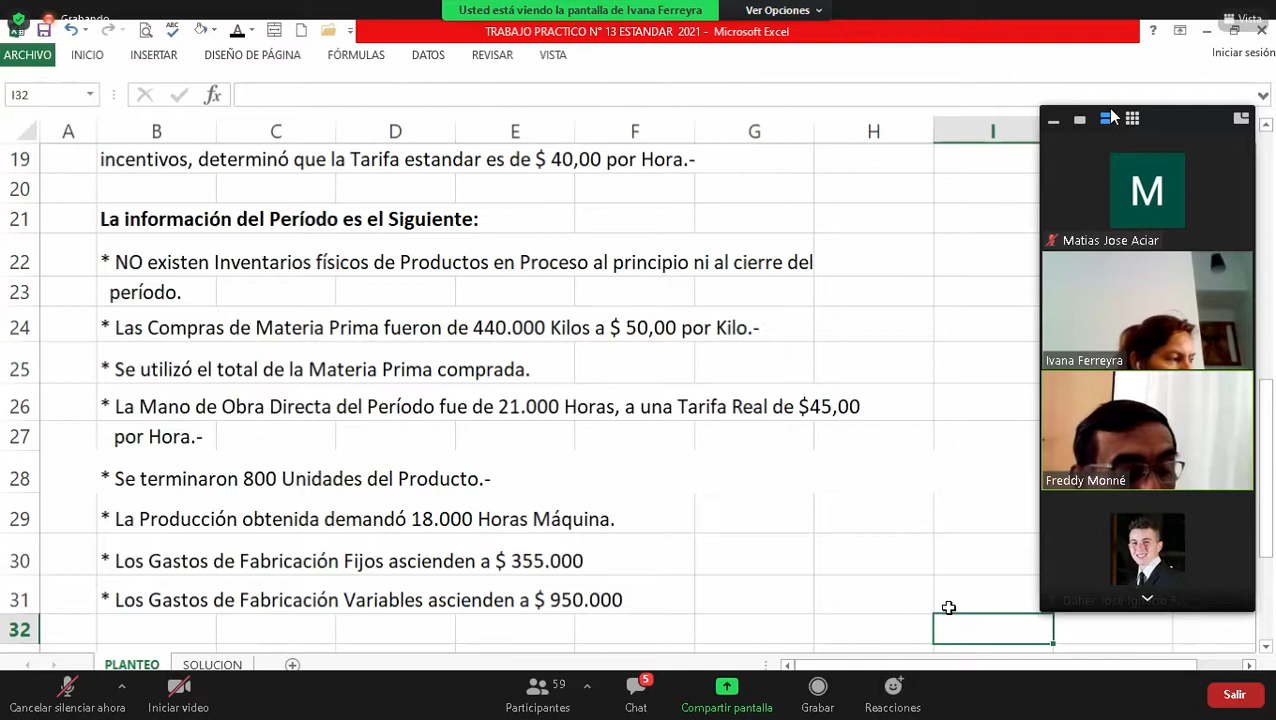 Grabando
Usted está viendo la pantalla de Ivana Ferreyra
Ver Opciones
Vista
TRABAJO PRACTICO N° 13 ESTANDAR 2021 - Microsoft Excel
ARCHIVO INICIO INSERTAR DISEÑO DE PÁGINA FÓRMULAS DATOS REVISAR VISTA
Iniciar sesión
I32
fx
A B C D E F G H I
19 incentivos, determinó que la Tarifa estandar es de $ 40,00 por Hora.-
20
21 La información del Período es el Siguiente:
22 * NO existen Inventarios físicos de Productos en Proceso al principio ni al cierre del
23 período.
24 * Las Compras de Materia Prima fueron de 440.000 Kilos a $ 50,00 por Kilo.-
25 * Se utilizó el total de la Materia Prima comprada.
26 * La Mano de Obra Directa del Período fue de 21.000 Horas, a una Tarifa Real de $45,00
27 por Hora.-
28 * Se terminaron 800 Unidades del Producto.-
29 * La Producción obtenida demandó 18.000 Horas Máquina.
30 * Los Gastos de Fabricación Fijos ascienden a $ 355.000
31 * Los Gastos de Fabricación Variables ascienden a $ 950.000
32
M
Matias Jose Aciar
Ivana Ferreyra
Freddy Monné
Daher Jose Ignacio F...
PLANTEO SOLUCION
Cancelar silenciar ahora
Iniciar video
59
Participantes
5
Chat
Compartir pantalla
Grabar
Reacciones
Salir